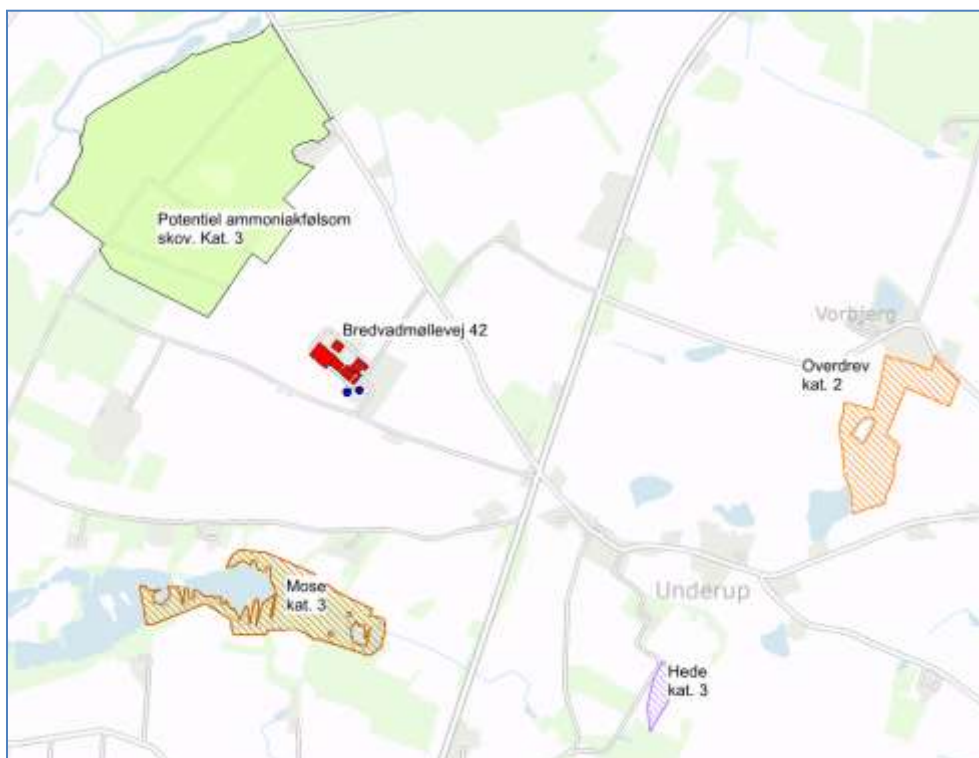 Potentiel ammoniakfølsom
skov. Kat. 3
Bredvadmøllevej 42
Vorbjerg
Overdrev
kat. 2
Mose
kat. 3
Underup
Hede
kat. 3